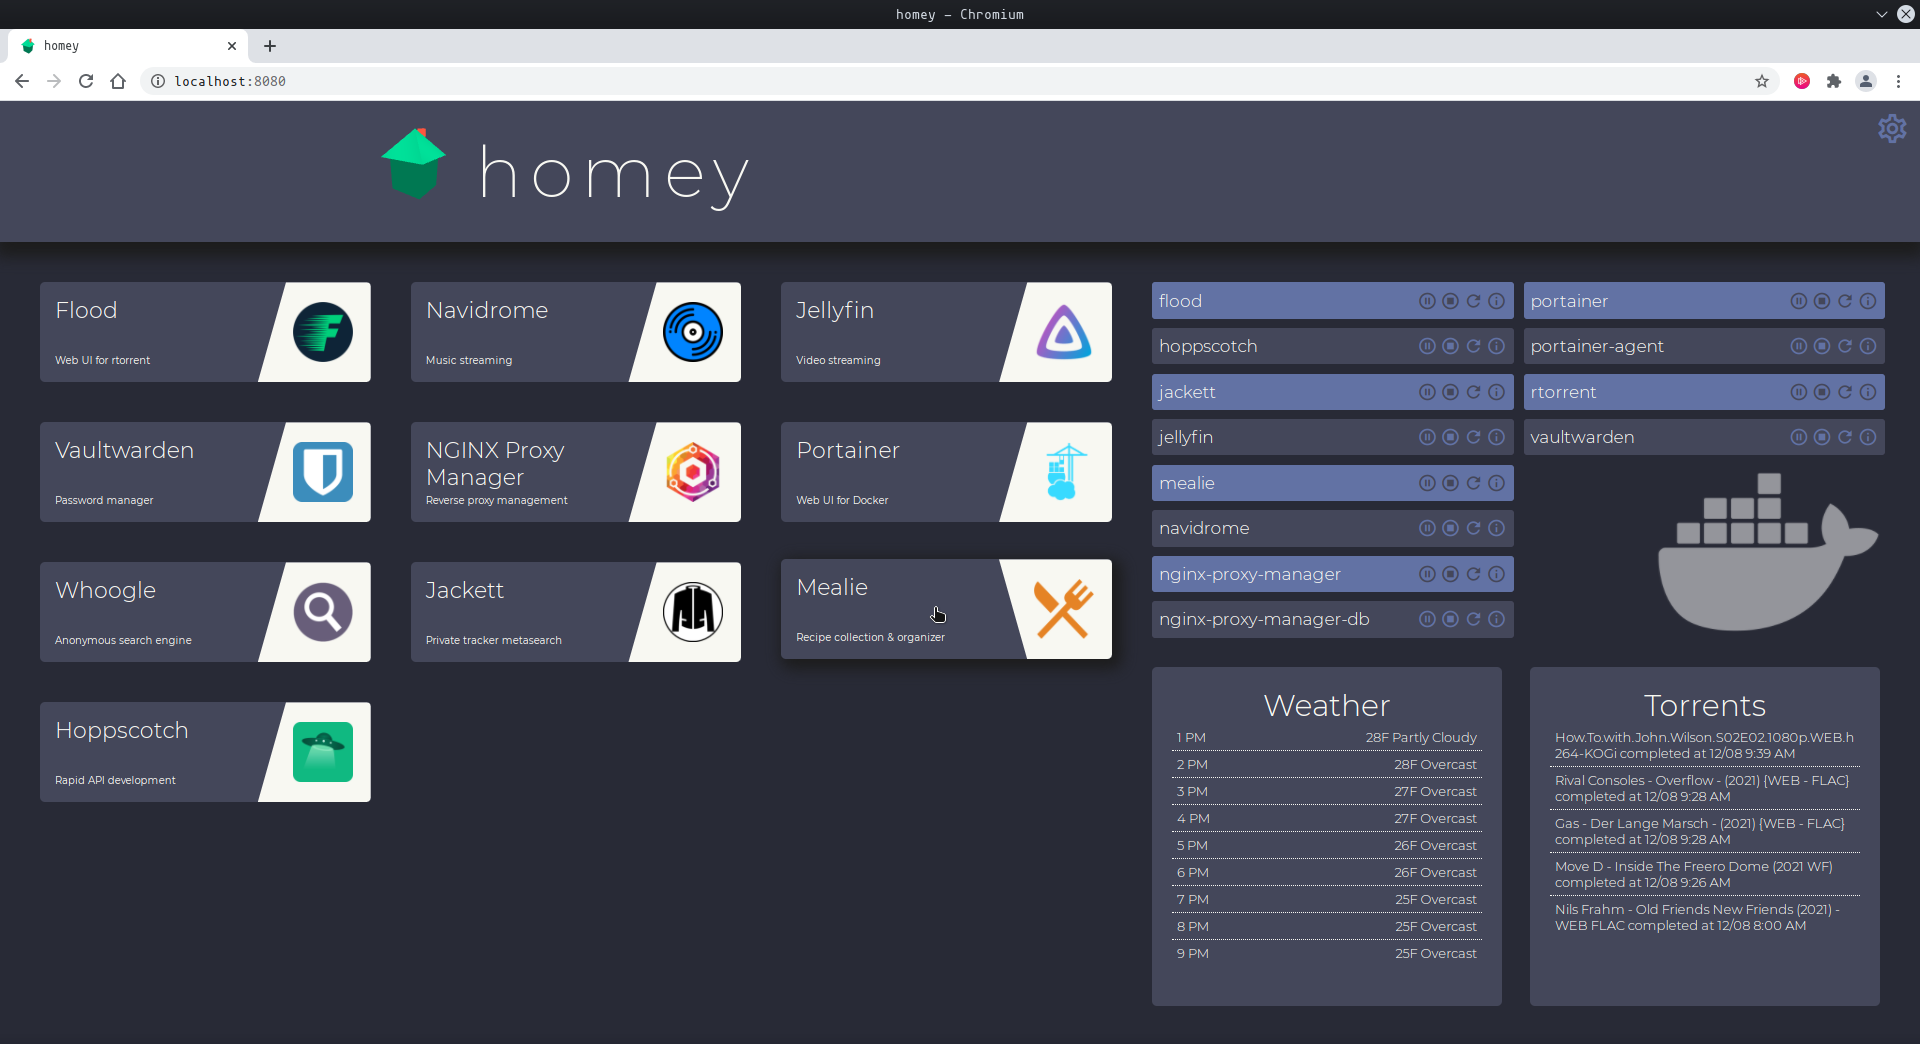 homey – Chromium
homey
localhost:8080
homey
Flood
Web UI for rtorrent
Navidrome
Music streaming
Jellyfin
Video streaming
Vaultwarden
Password manager
NGINX Proxy
Manager
Reverse proxy management
Portainer
Web UI for Docker
Whoogle
Anonymous search engine
Jackett
Private tracker metasearch
Mealie
Recipe collection & organizer
Hoppscotch
Rapid API development
flood
hoppscotch
jackett
jellyfin
mealie
navidrome
nginx-proxy-manager
nginx-proxy-manager-db
portainer
portainer-agent
rtorrent
vaultwarden
Weather
1 PM 28F Partly Cloudy
2 PM 28F Overcast
3 PM 27F Overcast
4 PM 27F Overcast
5 PM 26F Overcast
6 PM 26F Overcast
7 PM 25F Overcast
8 PM 25F Overcast
9 PM 25F Overcast
Torrents
How.To.with.John.Wilson.S02E02.1080p.WEB.h
264-KOGi completed at 12/08 9:39 AM
Rival Consoles - Overflow - (2021) {WEB - FLAC}
completed at 12/08 9:28 AM
Gas - Der Lange Marsch - (2021) {WEB - FLAC}
completed at 12/08 9:28 AM
Move D - Inside The Freero Dome (2021 WF)
completed at 12/08 9:26 AM
Nils Frahm - Old Friends New Friends (2021) -
WEB FLAC completed at 12/08 8:00 AM